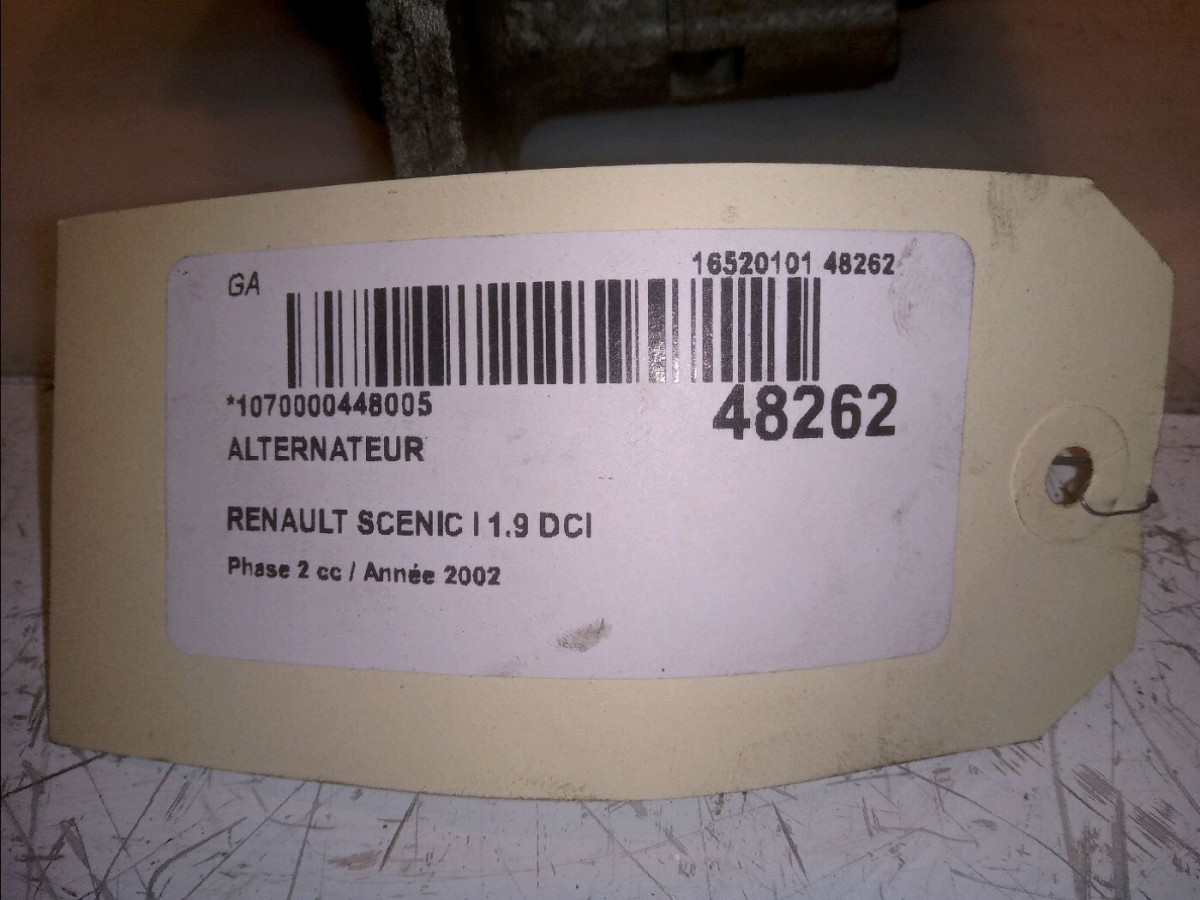 GA
16520101 48262
*1070000448005
48262
ALTERNATEUR
RENAULT SCENIC I 1.9 DCI
Phase 2 cc / Année 2002